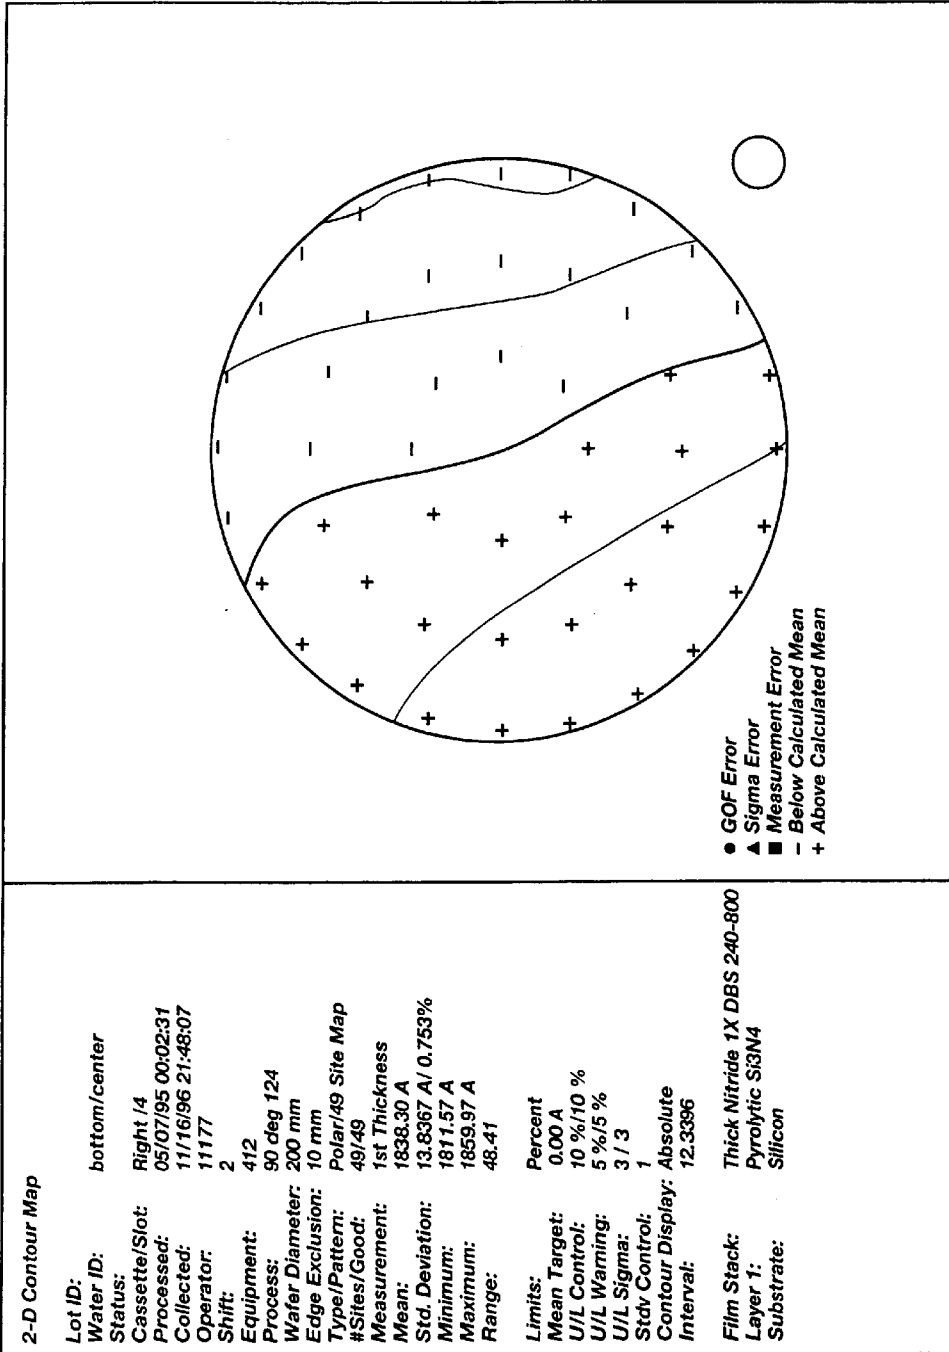 2-D Contour Map
Lot ID:
Water ID: bottom/center
Status:
Cassette/Slot: Right /4
Processed: 05/07/95 00:02:31
Collected: 11/16/96 21:48:07
Operator: 11177
Shift: 2
Equipment: 412
Process: 90 deg 124
Wafer Diameter: 200 mm
Edge Exclusion: 10 mm
Type/Pattern: Polar/49 Site Map
#Sites/Good: 49/49
Measurement: 1st Thickness
Mean: 1838.30 A
Std. Deviation: 13.8367 A/ 0.753%
Minimum: 1811.57 A
Maximum: 1859.97 A
Range: 48.41
Limits: Percent
Mean Target: 0.00 A
U/L Control: 10 %/10 %
U/L Warning: 5 %/5 %
U/L Sigma: 3 / 3
Stdv Control: 1
Contour Display: Absolute
Interval: 12.3396
Film Stack: Thick Nitride 1X DBS 240-800
Layer 1: Pyrolytic Si3N4
Substrate: Silicon
● GOF Error
▲ Sigma Error
■ Measurement Error
− Below Calculated Mean
+ Above Calculated Mean